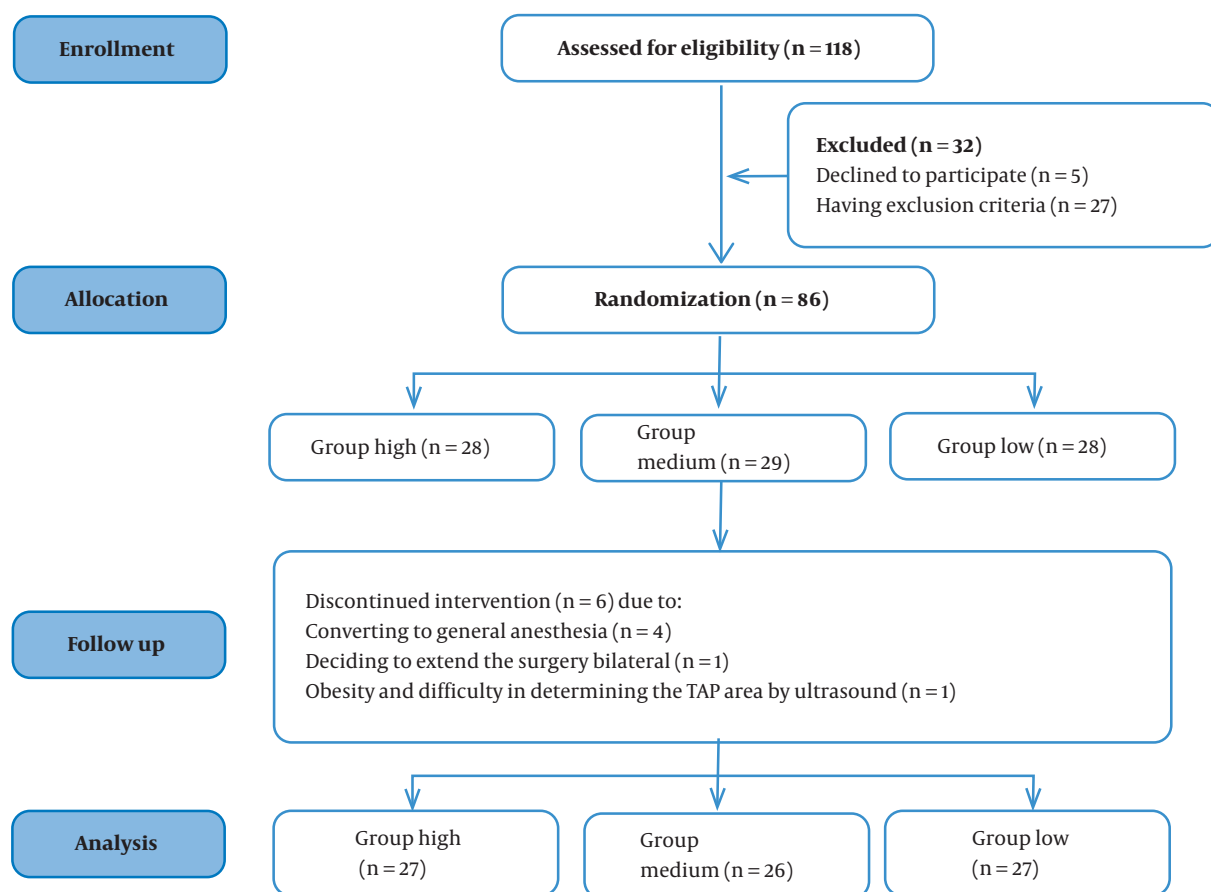 Enrollment
Assessed for eligibility (n = 118)
Excluded (n = 32)
Declined to participate (n = 5)
Having exclusion criteria (n = 27)
Allocation
Randomization (n = 86)
Group high (n = 28)
Group
medium (n = 29)
Group low (n = 28)
Follow up
Discontinued intervention (n = 6) due to:
Converting to general anesthesia (n = 4)
Deciding to extend the surgery bilateral (n = 1)
Obesity and difficulty in determining the TAP area by ultrasound (n = 1)
Analysis
Group high
(n = 27)
Group
medium (n = 26)
Group low
(n = 27)